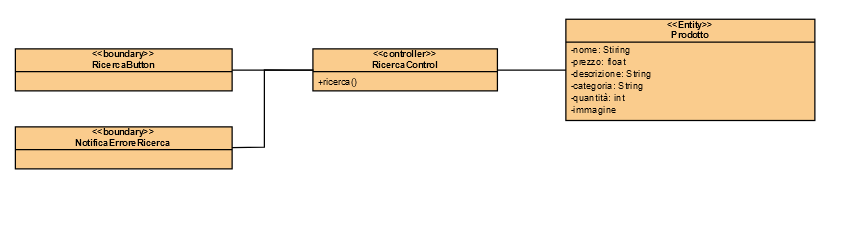 <<boundary>>
RicercaButton
<<controller>>
RicercaControl
+ricerca()
<<Entity>>
Prodotto
-nome: Stiring
-prezzo: float
-descrizione: String
-categoria: String
-quantità: int
-immagine
<<boundary>>
NotificaErroreRicerca